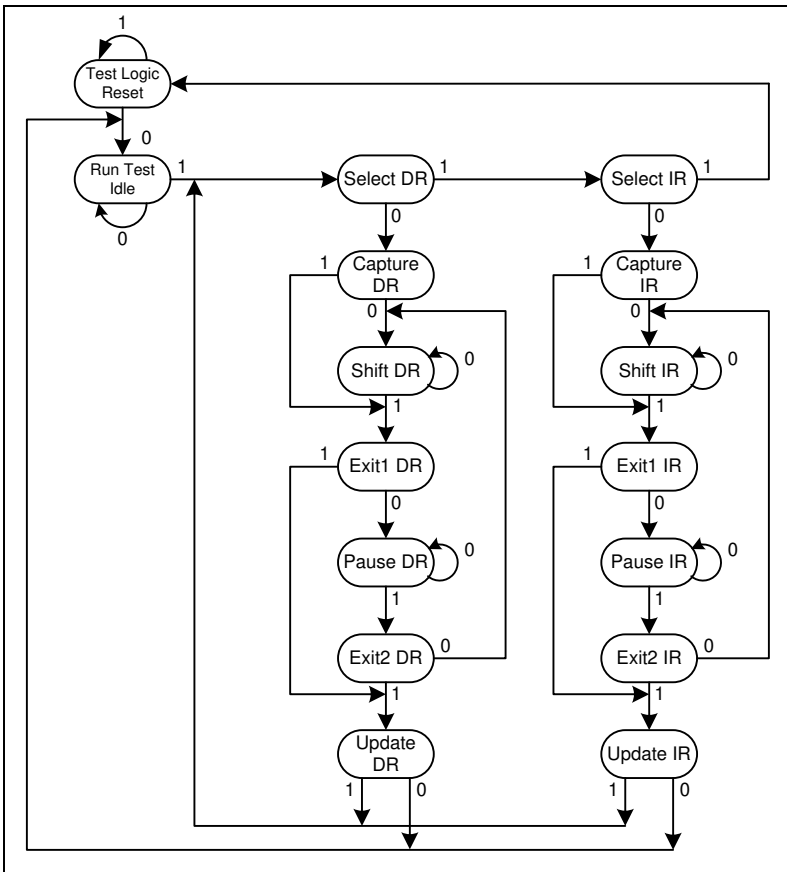 1
Test Logic
Reset
0
Run Test
Idle
1
0
Select DR
1
Select IR
1
0
0
1
Capture
DR
1
Capture
IR
0
0
Shift DR
0
Shift IR
0
1
1
1
Exit1 DR
1
Exit1 IR
0
0
Pause DR
0
Pause IR
0
1
1
Exit2 DR
0
Exit2 IR
0
1
1
Update
DR
Update IR
1
0
1
0